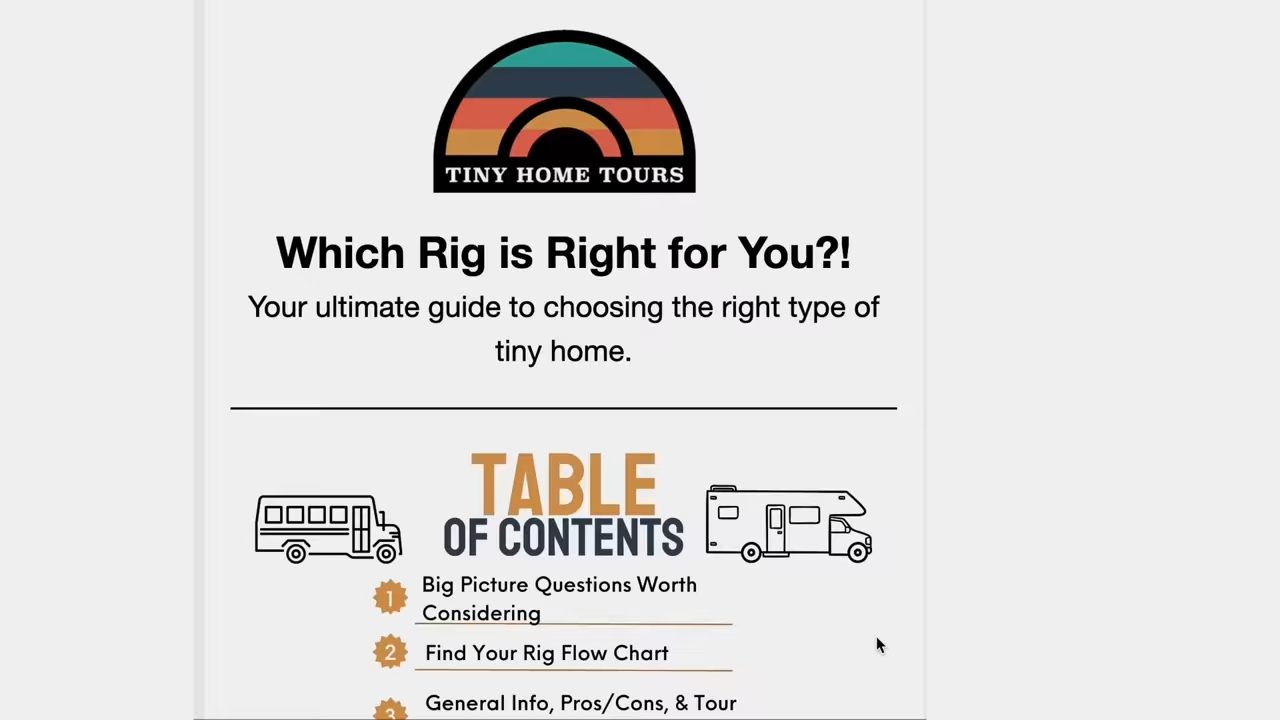 TINY HOME TOURS
Which Rig is Right for You?!
Your ultimate guide to choosing the right type of
tiny home.
TABLE
OF CONTENTS
1 Big Picture Questions Worth
Considering
2 Find Your Rig Flow Chart
3 General Info, Pros/Cons, & Tour